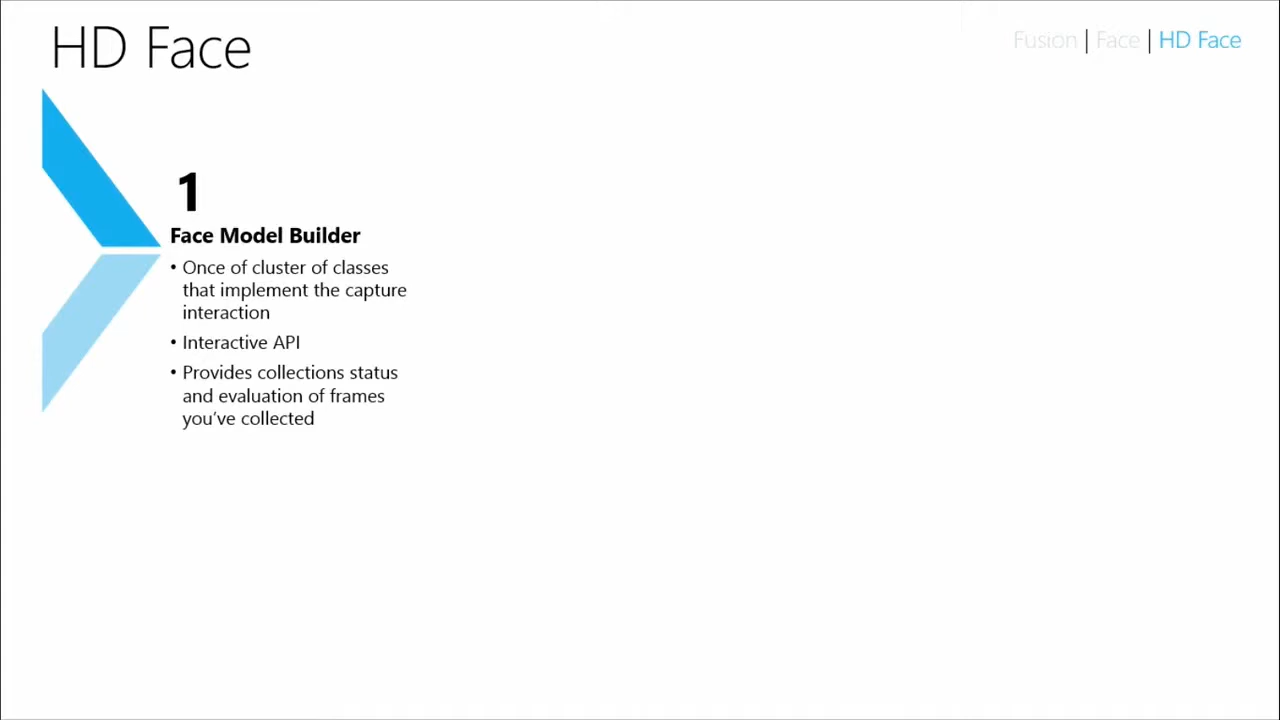 HD Face
Fusion | Face | HD Face
1
Face Model Builder
• Once of cluster of classes
that implement the capture
interaction
• Interactive API
• Provides collections status
and evaluation of frames
you've collected